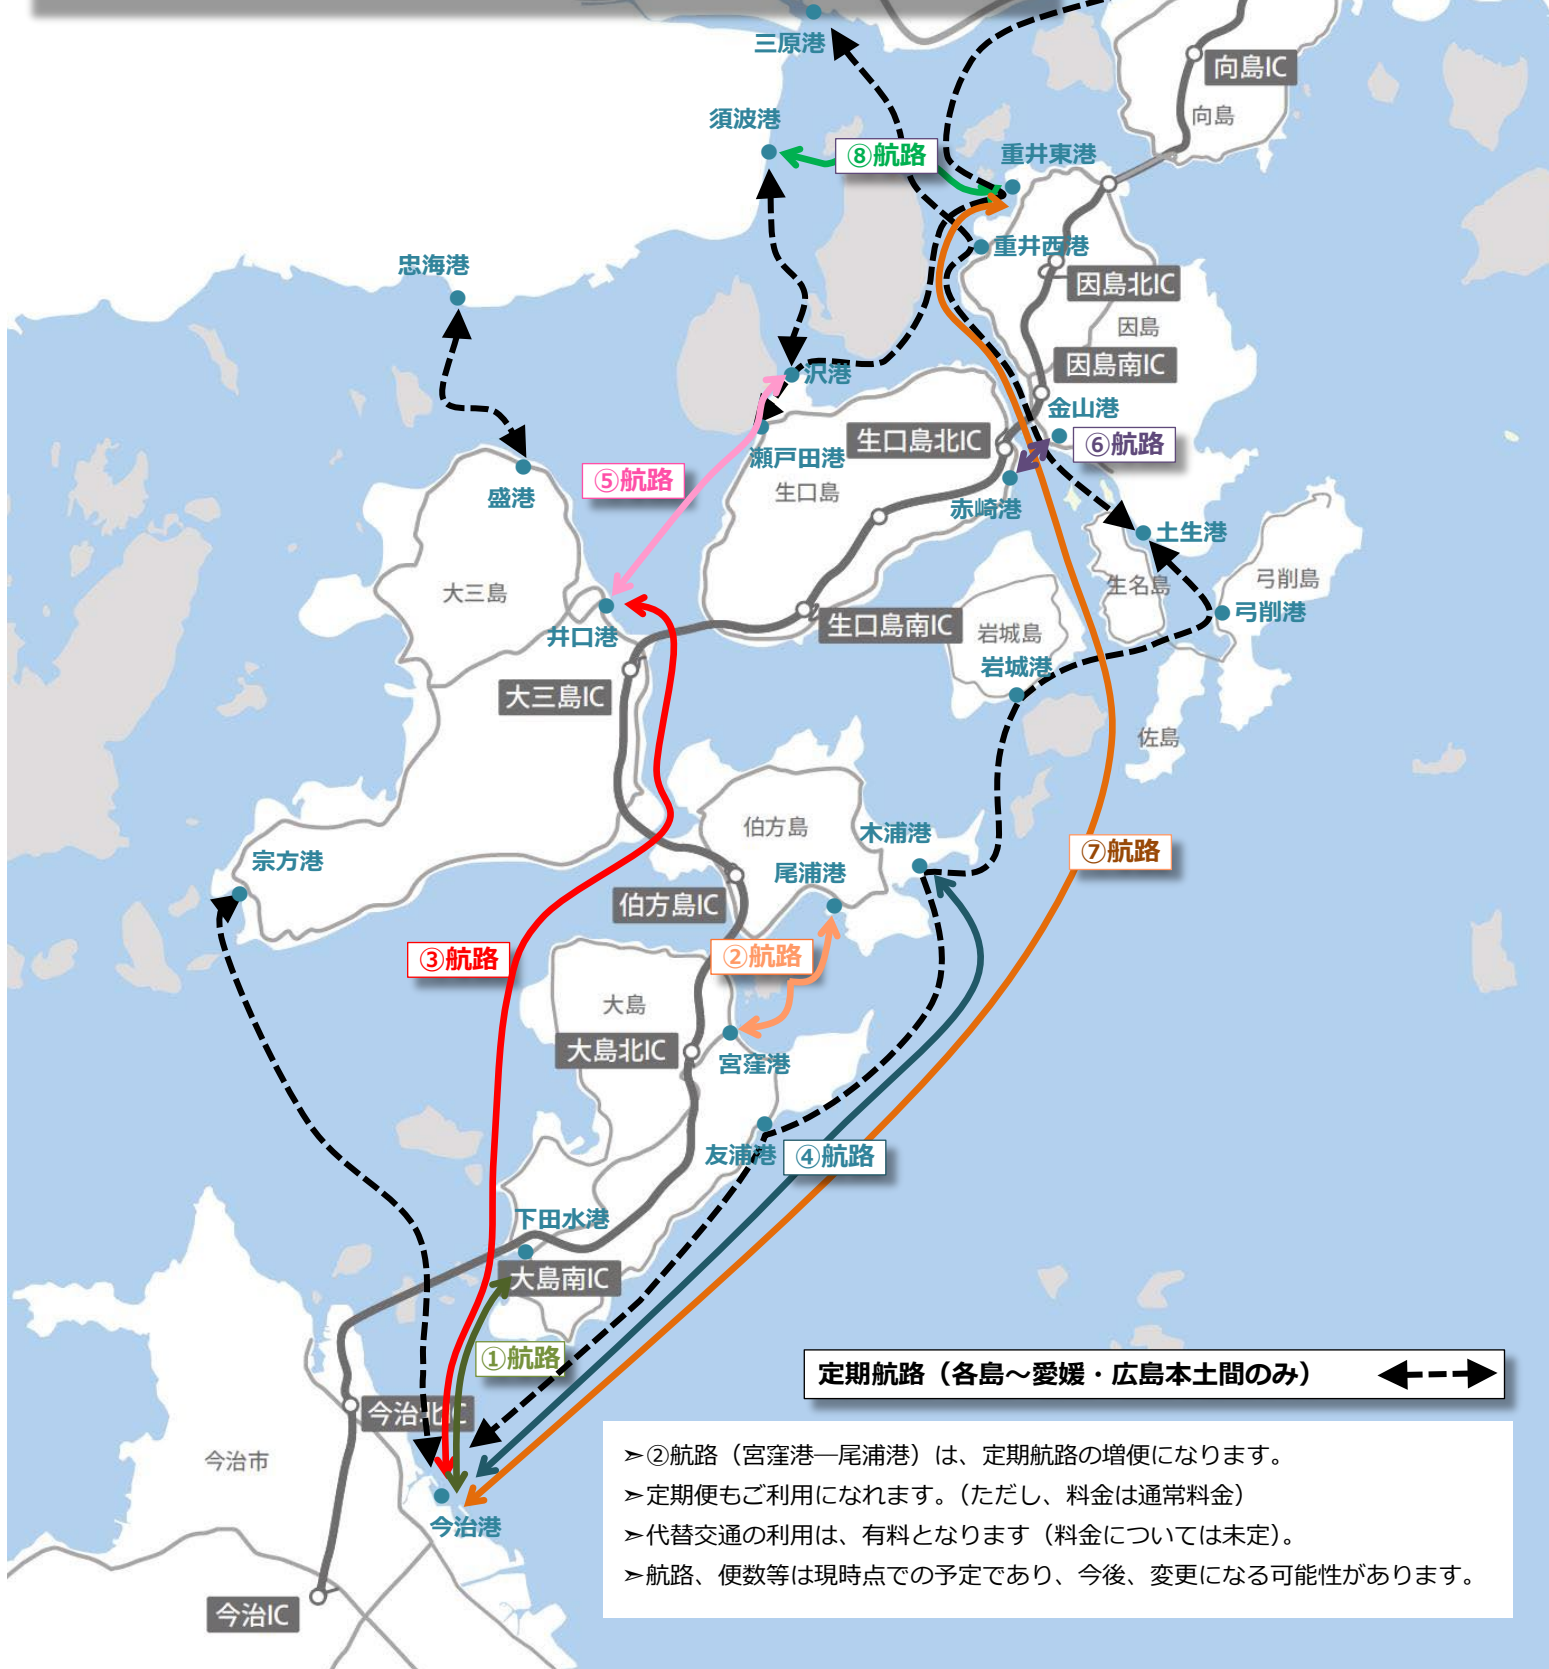 三原港
向島IC
向島
須波港
⑧航路
重井東港
重井西港
忠海港
因島北IC
因島
因島南IC
沢港
金山港
生口島北IC
⑥航路
瀬戸田港
⑤航路
生口島
盛港
赤崎港
土生港
大三島
生名島
弓削島
井口港
生口島南IC
岩城島
弓削港
岩城港
大三島IC
佐島
伯方島
木浦港
⑦航路
宗方港
尾浦港
伯方島IC
③航路
②航路
大島
大島北IC
宮窪港
友浦港
④航路
下田水港
大島南IC
①航路
定期航路（各島～愛媛・広島本土間のみ）
今治北IC
今治市
➣②航路（宮窪港―尾浦港）は、定期航路の増便になります。
➣定期便もご利用になれます。（ただし、料金は通常料金）
今治港
➣代替交通の利用は、有料となります（料金については未定）。
➣航路、便数等は現時点での予定であり、今後、変更になる可能性があります。
今治IC